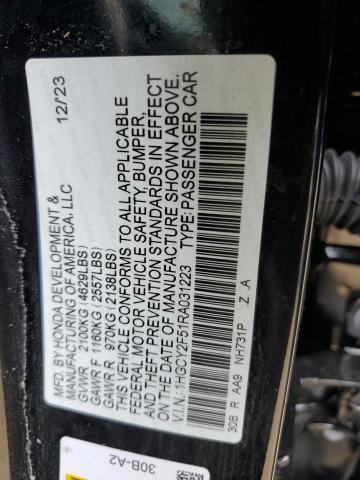 MFD. BY HONDA DEVELOPMENT & 12/23
MANUFACTURING OF AMERICA, LLC
GVWR 2100KG (4629LBS)
GAWR F 1160KG (2557LBS)
GAWR R 970KG (2138LBS)
THIS VEHICLE CONFORMS TO ALL APPLICABLE
FEDERAL MOTOR VEHICLE SAFETY, BUMPER,
AND THEFT PREVENTION STANDARDS IN EFFECT
ON THE DATE OF MANUFACTURE SHOWN ABOVE.
V.I.N.: 1HGCY2F51RA031223 TYPE: PASSENGER CAR
30B R AA9 NH731P Z A
30B-A2